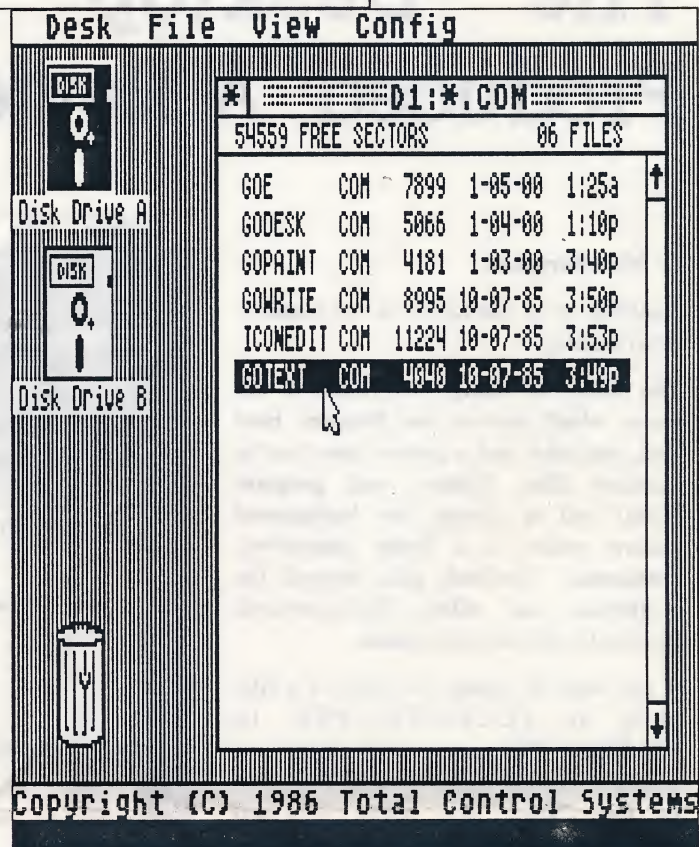 Desk File View Config
DISK
Disk Drive A
DISK
Disk Drive B
* D1:*.COM
54559 FREE SECTORS 06 FILES
GOE COM 7899 1-05-00 1:25a
GODESK COM 5066 1-04-00 1:10p
GOPAINT COM 4181 1-03-00 3:40p
GOWRITE COM 8995 10-07-85 3:50p
ICONEDIT COM 11224 10-07-85 3:53p
GOTEXT COM 4040 10-07-85 3:49p
Copyright (C) 1986 Total Control Systems